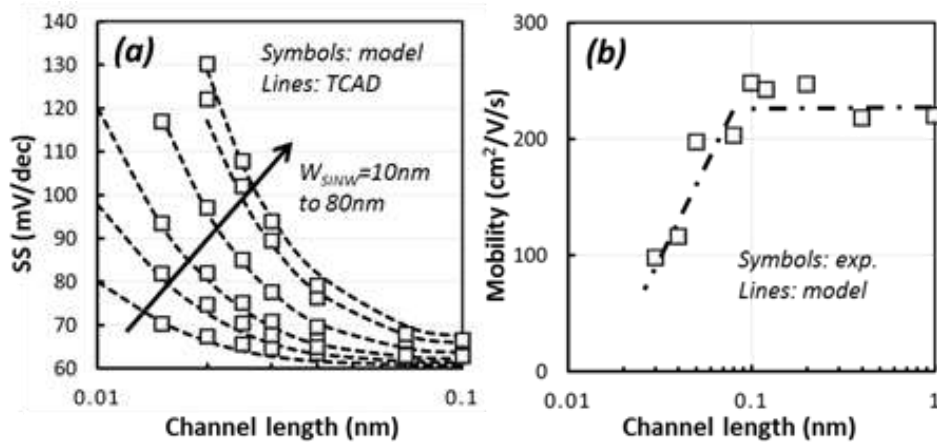 (a)
Symbols: model
Lines: TCAD
W_SINW=10nm
to 80nm
SS (mV/dec)
140
130
120
110
100
90
80
70
60
0.01
0.1
Channel length (nm)
(b)
Symbols: exp.
Lines: model
Mobility (cm²/V/s)
300
200
100
0
0.01
0.1
1
Channel length (nm)